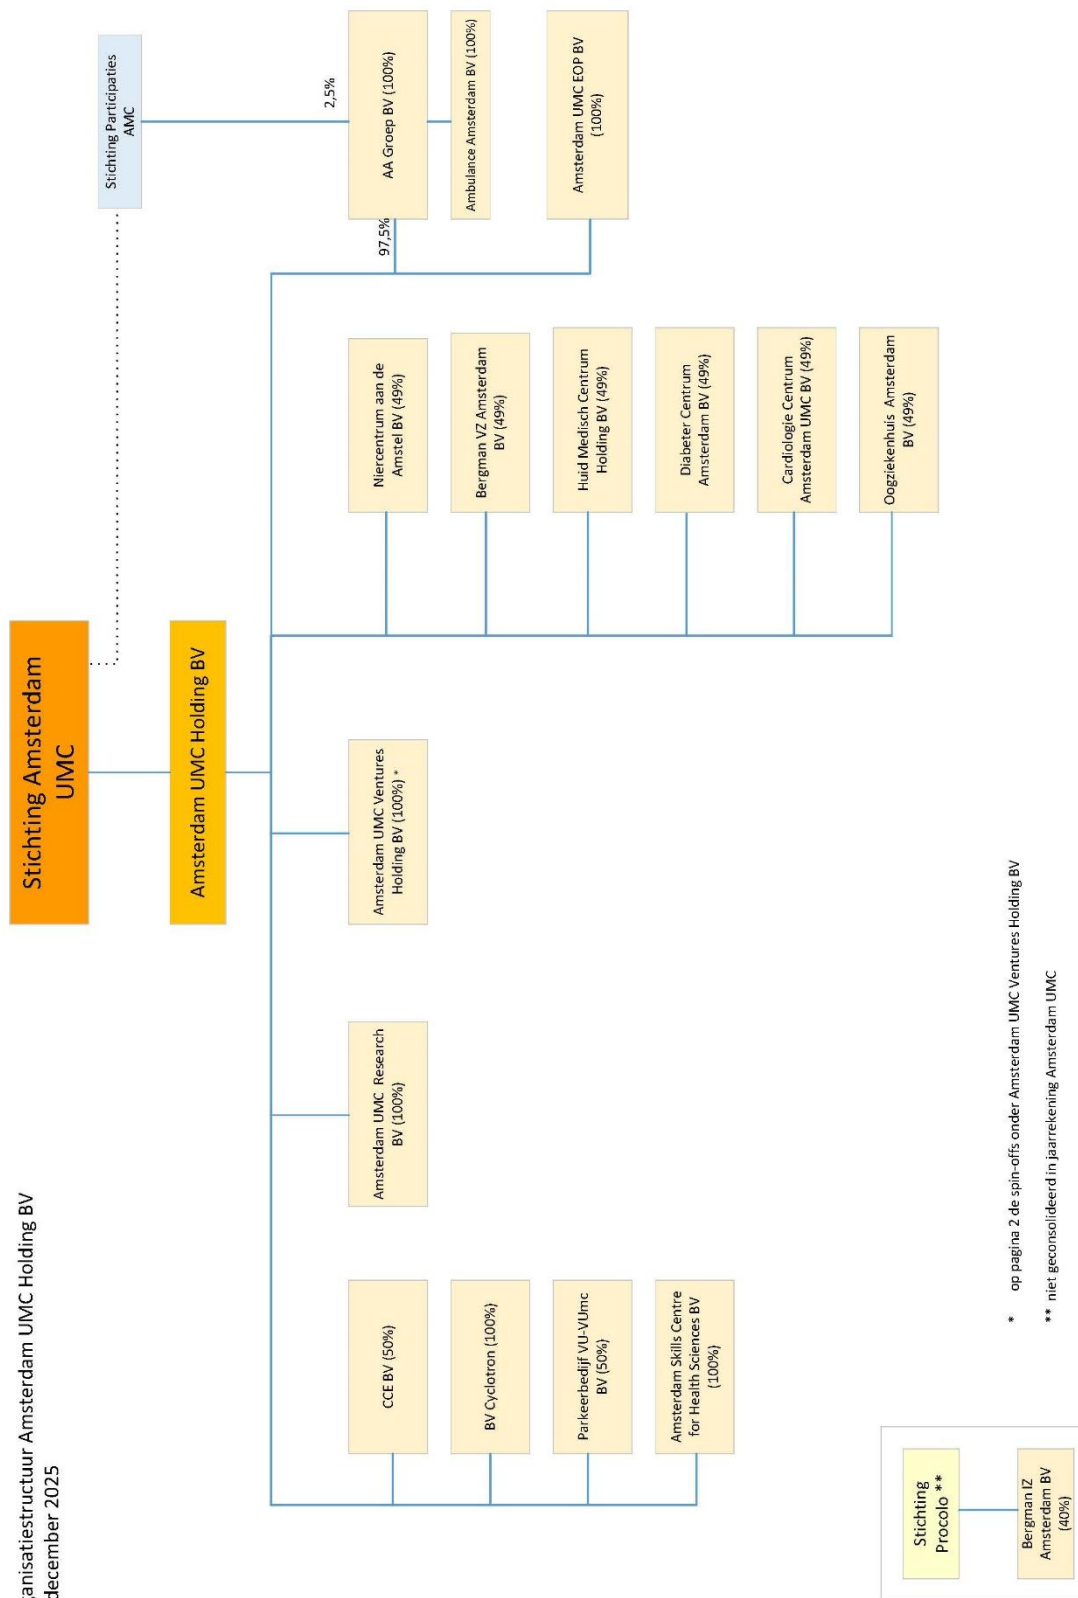 anisatiestructuur Amsterdam UMC Holding BV
december 2025
Stichting Amsterdam
UMC
Amsterdam UMC Holding BV
Stichting Participaties
AMC
2,5%
97,5%
CCE BV (50%)
BV Cyclotron (100%)
Parkeerbedijf VU-VUmc
BV (50%)
Amsterdam Skills Centre
for Health Sciences BV
(100%)
Amsterdam UMC Research
BV (100%)
Amsterdam UMC Ventures
Holding BV (100%) *
Niercentrum aan de
Amstel BV (49%)
Bergman VZ Amsterdam
BV (49%)
Huid Medisch Centrum
Holding BV (49%)
Diabeter Centrum
Amsterdam BV (49%)
Cardiologie Centrum
Amsterdam UMC BV (49%)
Oogziekenhuis Amsterdam
BV (49%)
AA Groep BV (100%)
Ambulance Amsterdam BV (100%)
Amsterdam UMC EOP BV
(100%)
Stichting
Procolo **
Bergman IZ
Amsterdam BV
(40%)
* op pagina 2 de spin-offs onder Amsterdam UMC Ventures Holding BV
** niet geconsolideerd in jaarrekening Amsterdam UMC